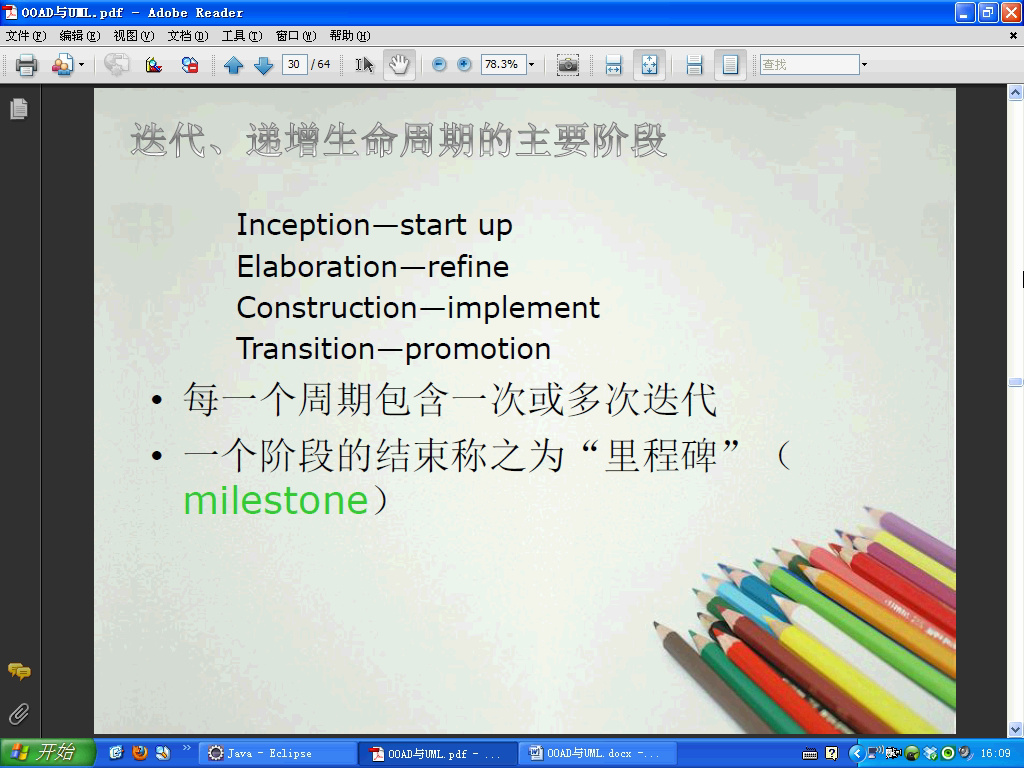 OOAD与UML.pdf - Adobe Reader
文件(F) 编辑(E) 视图(V) 文档(D) 工具(T) 窗口(W) 帮助(H)
30 / 64 78.3% 查找
迭代、递增生命周期的主要阶段
Inception—start up
Elaboration—refine
Construction—implement
Transition—promotion
• 每一个周期包含一次或多次迭代
• 一个阶段的结束称之为“里程碑”（
milestone）
开始 Java - Eclipse OOAD与UML.pdf - ... OOAD与UML.docx -... 16:09